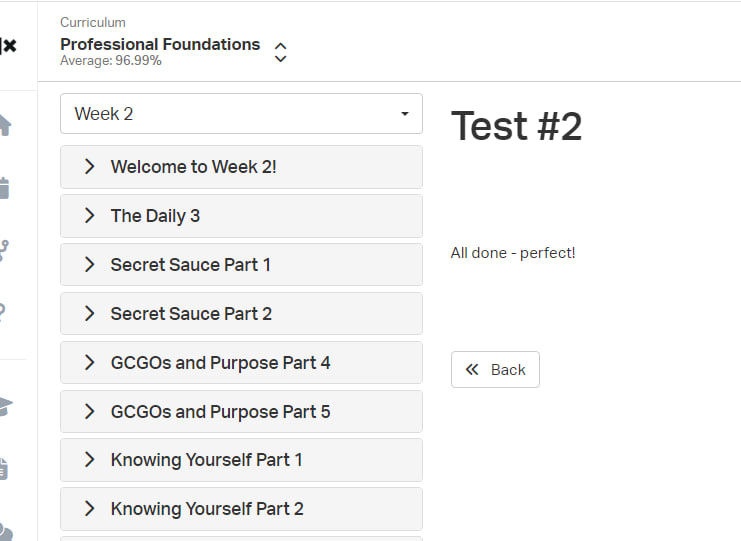 Curriculum
Professional Foundations
Average: 96.99%
Week 2
Welcome to Week 2!
The Daily 3
Secret Sauce Part 1
Secret Sauce Part 2
GCGOs and Purpose Part 4
GCGOs and Purpose Part 5
Knowing Yourself Part 1
Knowing Yourself Part 2
Test #2
All done - perfect!
Back